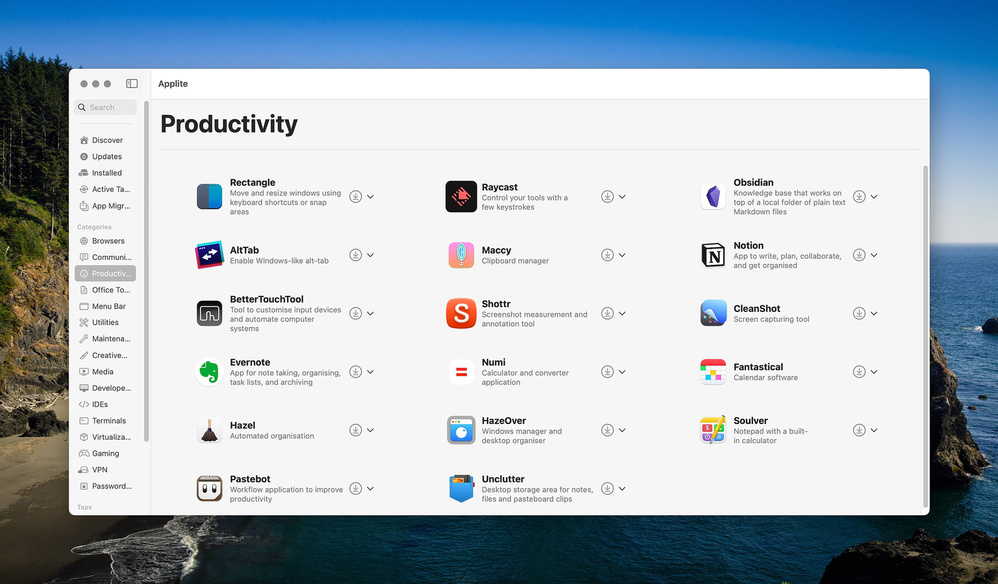 Applite
Search
Discover
Updates
Installed
Active Ta...
App Migr...
Categories
Browsers
Communi...
Productiv...
Office To...
Menu Bar
Utilities
Maintena...
Creative...
Media
Develope...
IDEs
Terminals
Virtualiza...
Gaming
VPN
Password...
Taps
Productivity
Rectangle
Move and resize windows using
keyboard shortcuts or snap
areas
Raycast
Control your tools with a
few keystrokes
Obsidian
Knowledge base that works on
top of a local folder of plain text
Markdown files
AltTab
Enable Windows-like alt-tab
Maccy
Clipboard manager
Notion
App to write, plan, collaborate,
and get organised
BetterTouchTool
Tool to customise input devices
and automate computer
systems
Shottr
Screenshot measurement and
annotation tool
CleanShot
Screen capturing tool
Evernote
App for note taking, organising,
task lists, and archiving
Numi
Calculator and converter
application
Fantastical
Calendar software
Hazel
Automated organisation
HazeOver
Windows manager and
desktop organiser
Soulver
Notepad with a built-
in calculator
Pastebot
Workflow application to improve
productivity
Unclutter
Desktop storage area for notes,
files and pasteboard clips